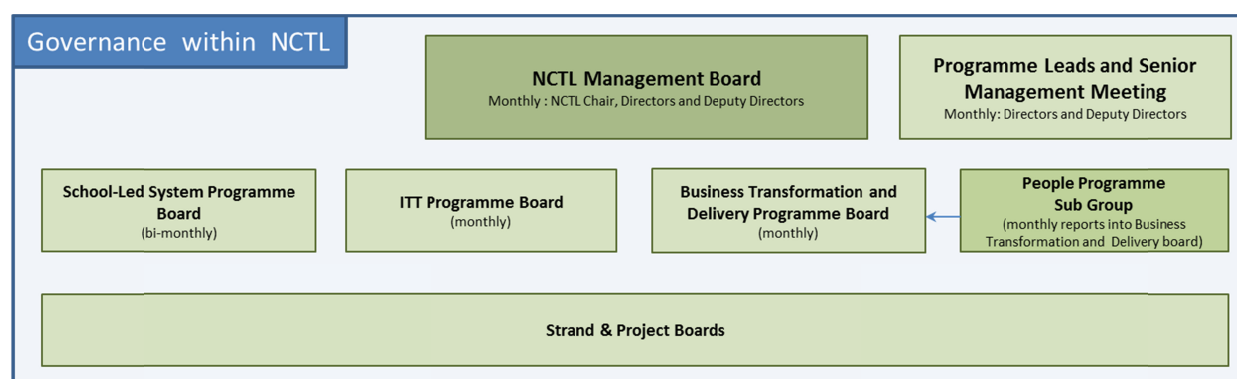 Governance within NCTL
NCTL Management Board
Monthly : NCTL Chair, Directors and Deputy Directors
Programme Leads and Senior
Management Meeting
Monthly: Directors and Deputy Directors
School-Led System Programme
Board
(bi-monthly)
ITT Programme Board
(monthly)
Business Transformation and
Delivery Programme Board
(monthly)
People Programme
Sub Group
(monthly reports into Business
Transformation and Delivery board)
Strand & Project Boards